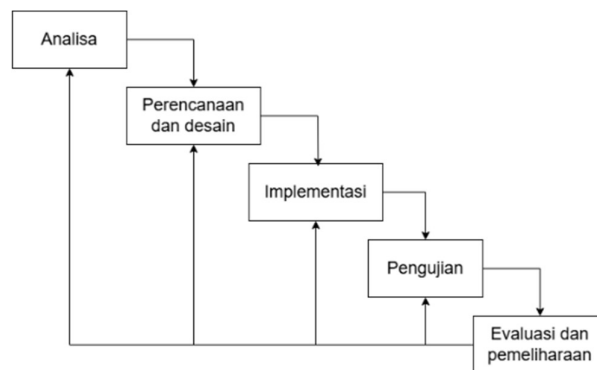 Analisa
Perencanaan
dan desain
Implementasi
Pengujian
Evaluasi dan
pemeliharaan